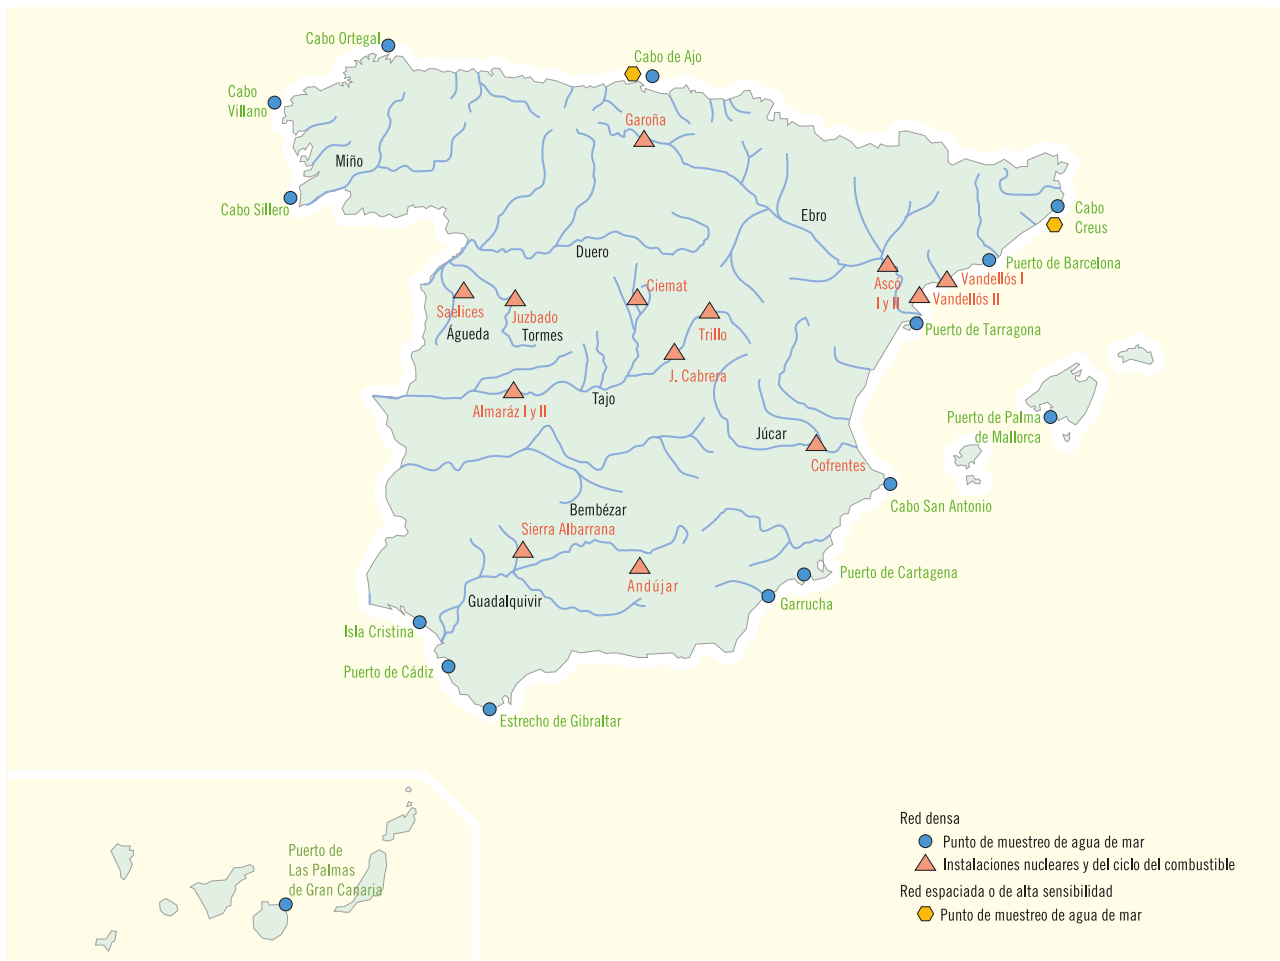 Cabo Ortegal
Cabo de Ajo
Cabo
Villano
Garoña
Miño
Cabo Sillero
Cabo
Creus
Ebro
Duero
Puerto de Barcelona
Ciemat
Asco
I y II
Vandellós I
Vandellós II
Saelices
Juzbado
Águeda
Tormes
Trillo
Puerto de Tarragona
J. Cabrera
Almaráz I y II
Tajo
Puerto de Palma
de Mallorca
Júcar
Cofrentes
Cabo San Antonio
Bembézar
Sierra Albarrana
Andújar
Puerto de Cartagena
Guadalquivir
Garrucha
Isla Cristina
Puerto de Cádiz
Estrecho de Gibraltar
Puerto de
Las Palmas
de Gran Canaria
Red densa
Punto de muestreo de agua de mar
Instalaciones nucleares y del ciclo del combustible
Red espaciada o de alta sensibilidad
Punto de muestreo de agua de mar